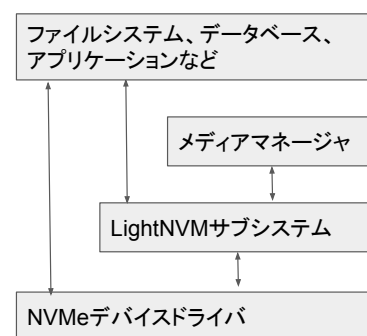 ファイルシステム、データベース、
アプリケーションなど
メディアマネージャ
LightNVMサブシステム
NVMeデバイスドライバ